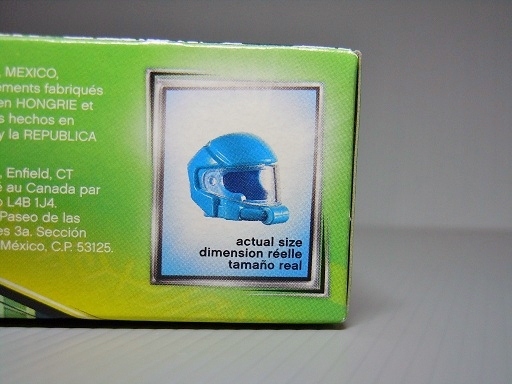 MEXICO,
ments fabriqués
en HONGRIE et
s hechos en
y la REPUBLICA
, Enfield, CT
é au Canada par
L4B 1J4.
Paseo de las
es 3a. Sección
México, C.P. 53125.
actual size
dimension réelle
tamaño real